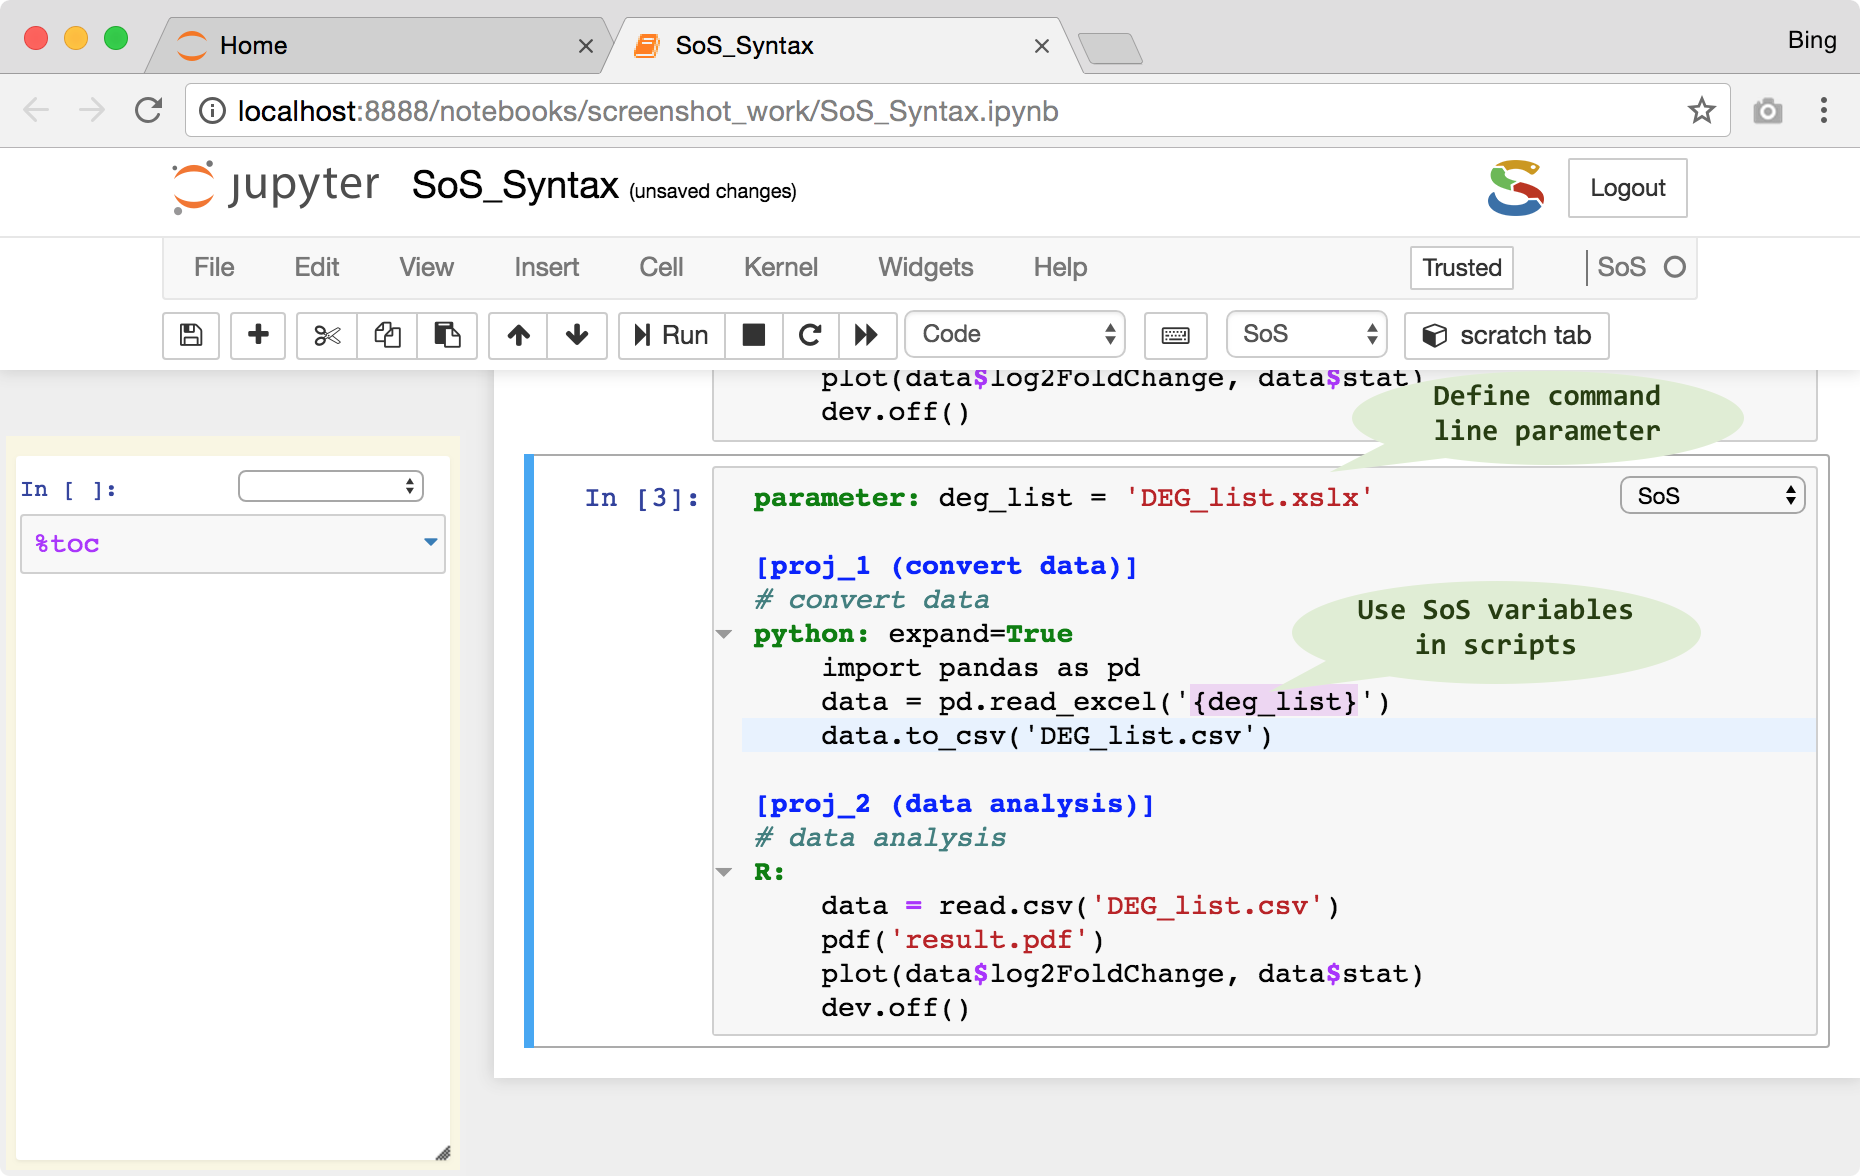 Home
SoS_Syntax
Bing
localhost:8888/notebooks/screenshot_work/SoS_Syntax.ipynb
jupyter SoS_Syntax (unsaved changes)
Logout
File Edit View Insert Cell Kernel Widgets Help
Trusted
SoS
Run
Code
SoS
scratch tab
In [ ]:
%toc
plot(data$log2FoldChange, data$stat)
dev.off()
Define command
line parameter
In [3]:
parameter: deg_list = 'DEG_list.xslx'
SoS
[proj_1 (convert data)]
# convert data
python: expand=True
import pandas as pd
data = pd.read_excel('{deg_list}')
data.to_csv('DEG_list.csv')
Use SoS variables
in scripts
[proj_2 (data analysis)]
# data analysis
R:
data = read.csv('DEG_list.csv')
pdf('result.pdf')
plot(data$log2FoldChange, data$stat)
dev.off()